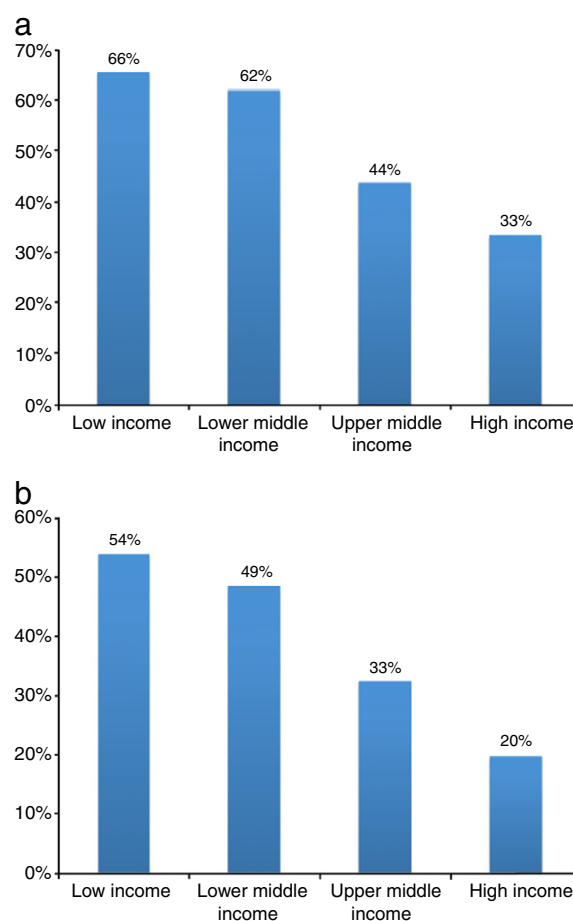 a
70%
60%
50%
40%
30%
20%
10%
0%
66%
62%
44%
33%
Low income
Lower middle
income
Upper middle
income
High income
b
60%
50%
40%
30%
20%
10%
0%
54%
49%
33%
20%
Low income
Lower middle
income
Upper middle
income
High income